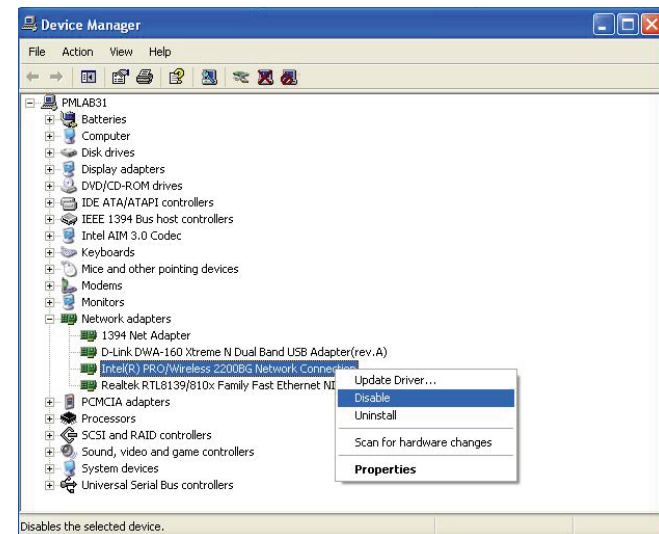 Device Manager
File Action View Help
PMLAB31
Batteries
Computer
Disk drives
Display adapters
DVD/CD-ROM drives
IDE ATA/ATAPI controllers
IEEE 1394 Bus host controllers
Intel AIM 3.0 Codec
Keyboards
Mice and other pointing devices
Modems
Monitors
Network adapters
1394 Net Adapter
D-Link DWA-160 Xtreme N Dual Band USB Adapter(rev.A)
Intel(R) PRO/Wireless 2200BG Network Connection
Realtek RTL8139/810x Family Fast Ethernet NI
PCMCIA adapters
Processors
SCSI and RAID controllers
Sound, video and game controllers
System devices
Universal Serial Bus controllers
Update Driver...
Disable
Uninstall
Scan for hardware changes
Properties
Disables the selected device.